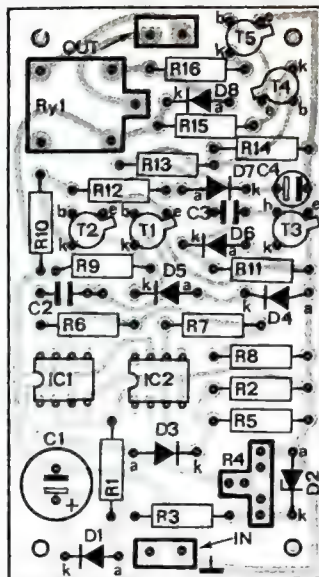 OUT
b
e
T5
k
R16
k
Ry1
k
D8
a
T4
e
b
R15
R14
R13
D7
C4
a
k
R12
C3
R10
b
e
b
e
h
e
T2
T1
D6
T3
k
k
k
a
k
R9
R11
C2
D5
k
a
k
a
D4
R6
R7
R8
IC1
IC2
R2
R5
C1
D3
a
k
R4
a
D2
k
R1
+
R3
D1
k
a
IN